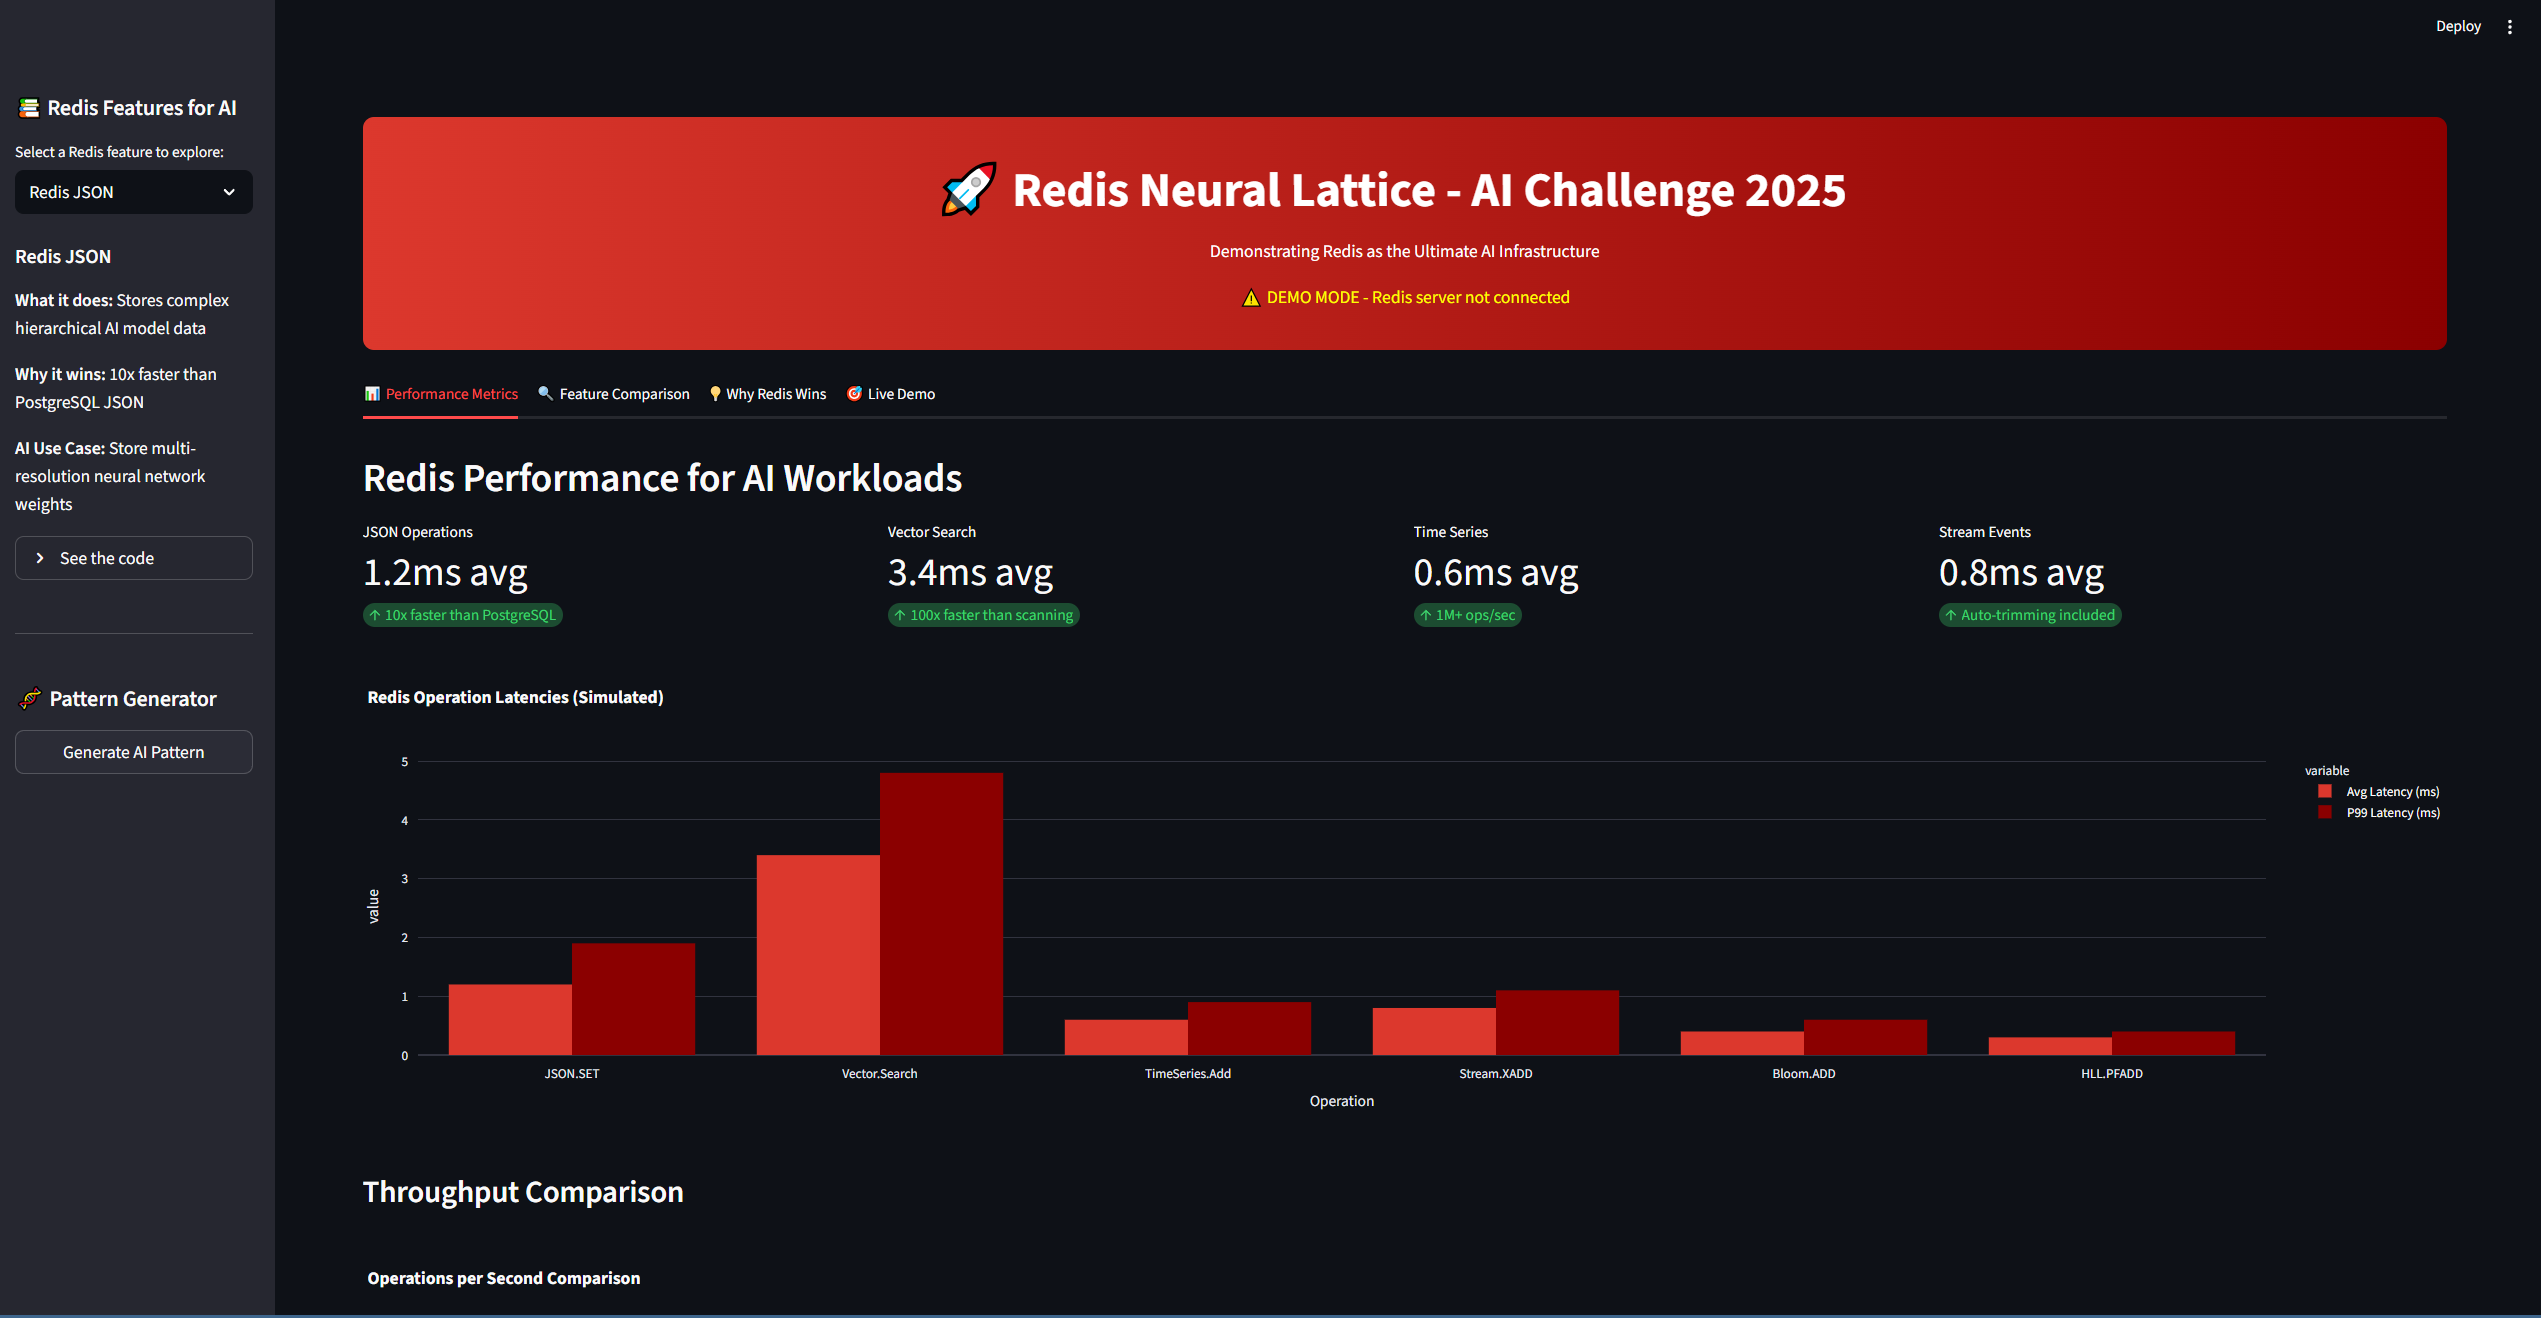 Deploy
Redis Features for AI
Select a Redis feature to explore:
Redis JSON
Redis JSON
What it does: Stores complex
hierarchical AI model data
Why it wins: 10x faster than
PostgreSQL JSON
AI Use Case: Store multi-
resolution neural network
weights
See the code
Pattern Generator
Generate AI Pattern
Redis Neural Lattice - AI Challenge 2025
Demonstrating Redis as the Ultimate AI Infrastructure
⚠️ DEMO MODE - Redis server not connected
Performance Metrics
Feature Comparison
Why Redis Wins
Live Demo
Redis Performance for AI Workloads
JSON Operations
1.2ms avg
↑ 10x faster than PostgreSQL
Vector Search
3.4ms avg
↑ 100x faster than scanning
Time Series
0.6ms avg
↑ 1M+ ops/sec
Stream Events
0.8ms avg
↑ Auto-trimming included
Redis Operation Latencies (Simulated)
variable
Avg Latency (ms)
P99 Latency (ms)
value
5
4
3
2
1
0
JSON.SET
Vector.Search
TimeSeries.Add
Stream.XADD
Bloom.ADD
HLL.PFADD
Operation
Throughput Comparison
Operations per Second Comparison